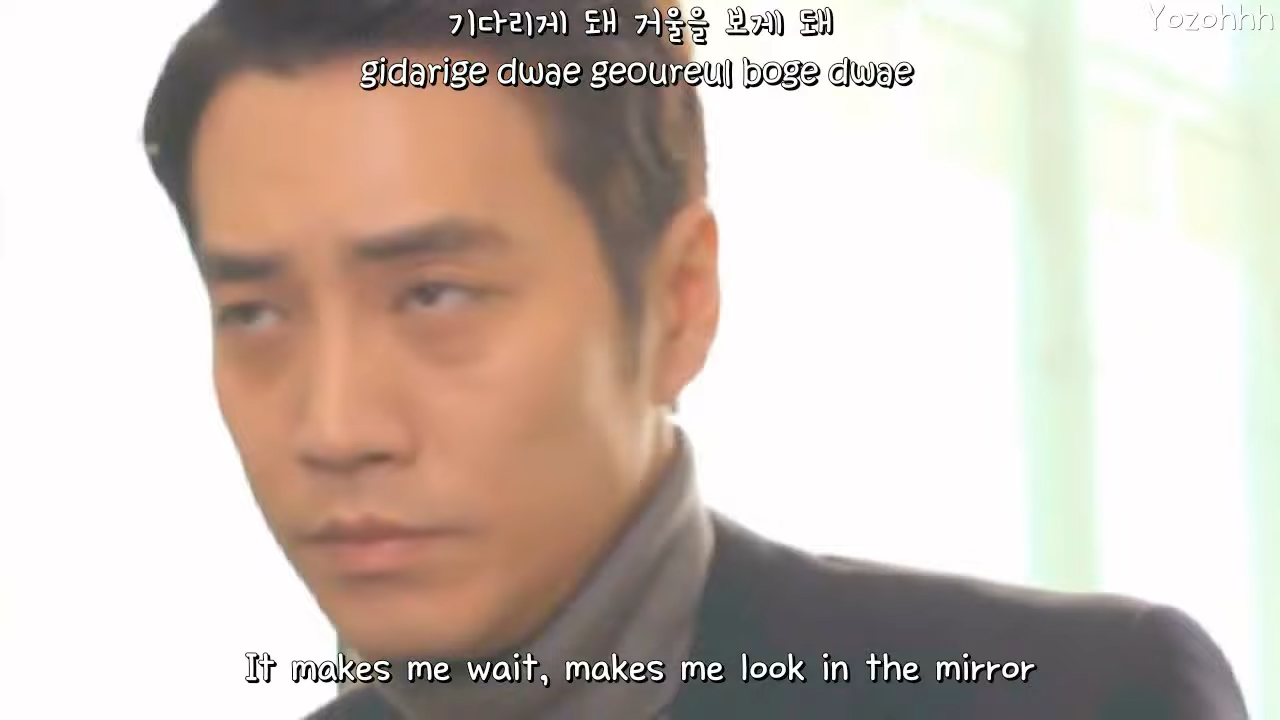 기다리게 돼 거울을 보게 돼
Yozohhh
gidarige dwae geoureul boge dwae
It makes me wait, makes me look in the mirror